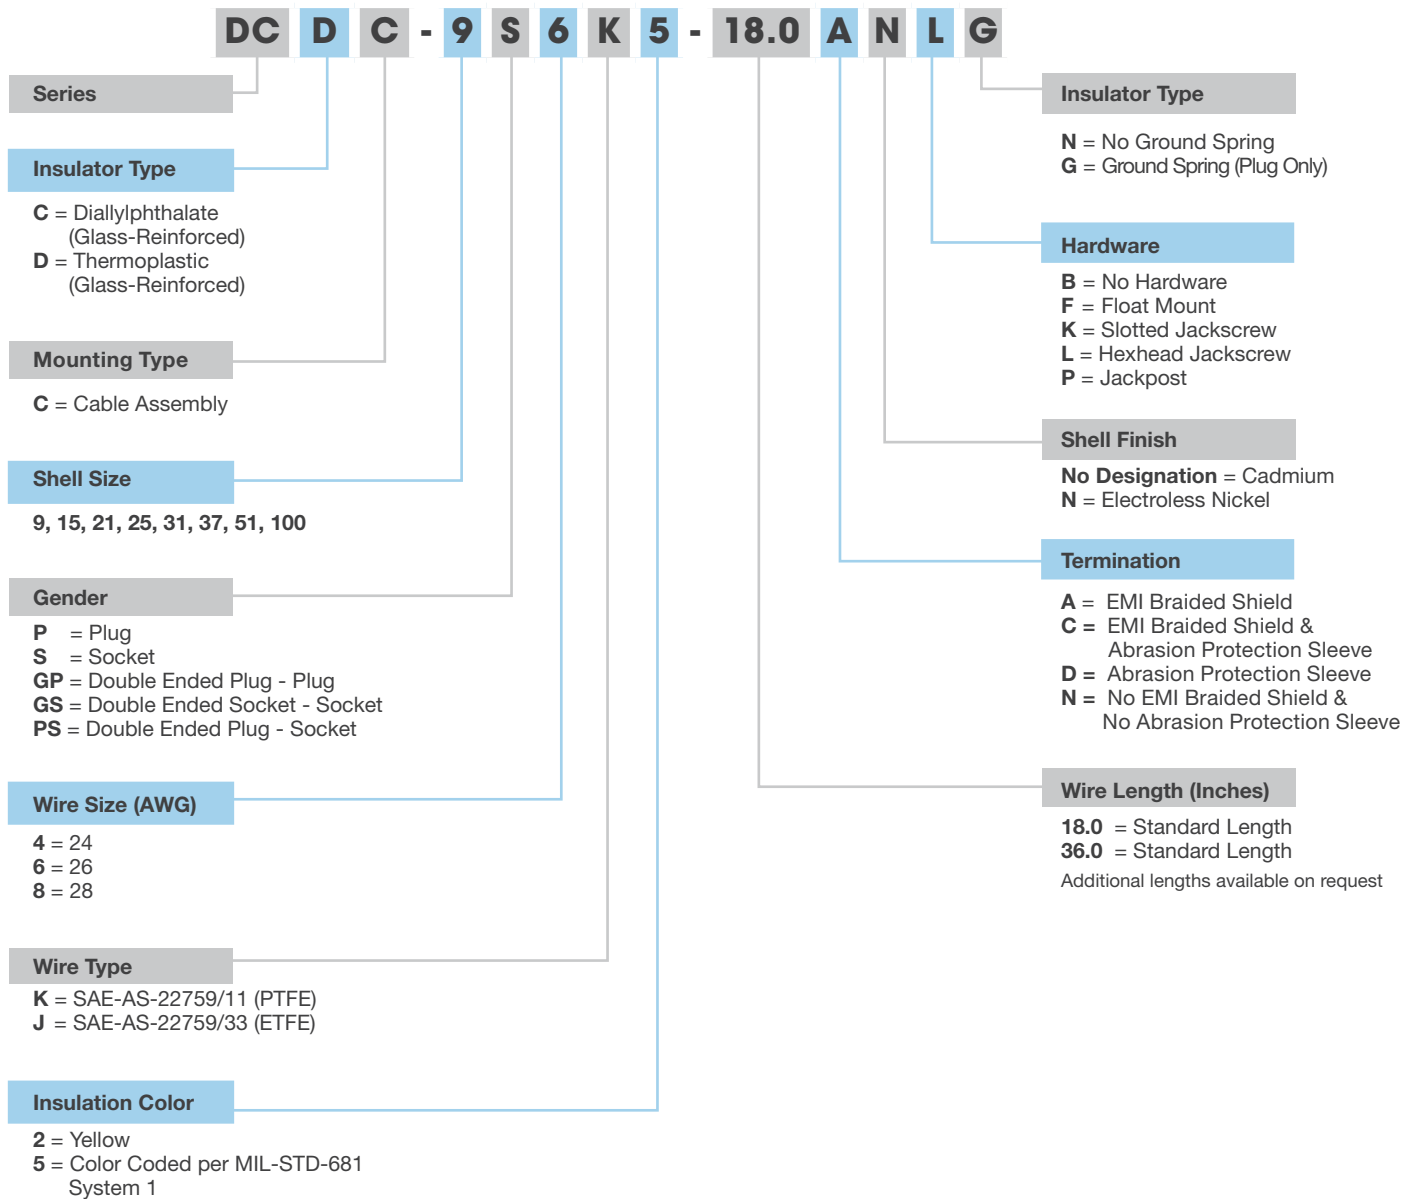 DC D C - 9 S 6 K 5 - 18.0 A N L G
Series
Insulator Type
C = Diallylphthalate
(Glass-Reinforced)
D = Thermoplastic
(Glass-Reinforced)
Mounting Type
C = Cable Assembly
Shell Size
9, 15, 21, 25, 31, 37, 51, 100
Gender
P = Plug
S = Socket
GP = Double Ended Plug - Plug
GS = Double Ended Socket - Socket
PS = Double Ended Plug - Socket
Wire Size (AWG)
4 = 24
6 = 26
8 = 28
Wire Type
K = SAE-AS-22759/11 (PTFE)
J = SAE-AS-22759/33 (ETFE)
Insulation Color
2 = Yellow
5 = Color Coded per MIL-STD-681
System 1
Insulator Type
N = No Ground Spring
G = Ground Spring (Plug Only)
Hardware
B = No Hardware
F = Float Mount
K = Slotted Jackscrew
L = Hexhead Jackscrew
P = Jackpost
Shell Finish
No Designation = Cadmium
N = Electroless Nickel
Termination
A = EMI Braided Shield
C = EMI Braided Shield &
Abrasion Protection Sleeve
D = Abrasion Protection Sleeve
N = No EMI Braided Shield &
No Abrasion Protection Sleeve
Wire Length (Inches)
18.0 = Standard Length
36.0 = Standard Length
Additional lengths available on request